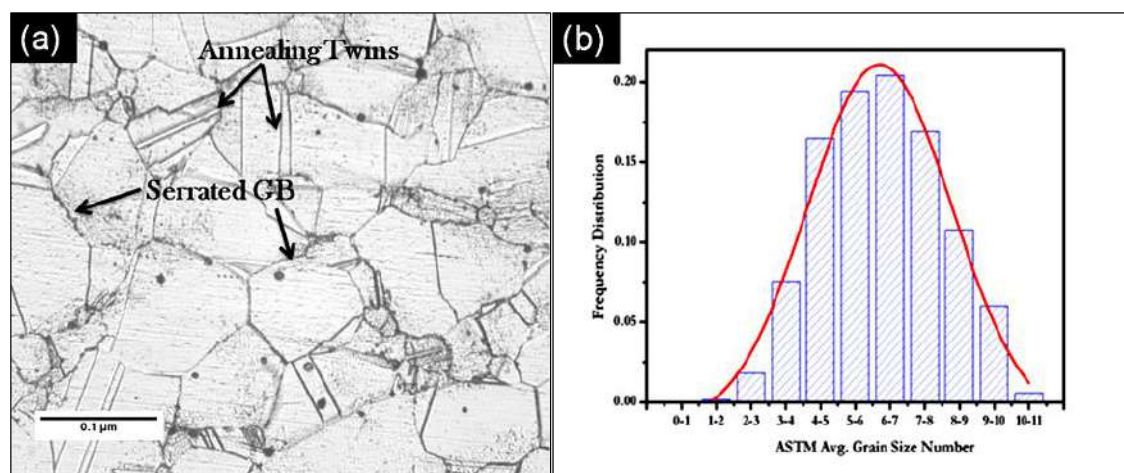 (a)
Annealing Twins
Serrated GB
0.1 µm
(b)
Frequency Distribution
0.20
0.15
0.10
0.05
0.00
0-1 1-2 2-3 3-4 4-5 5-6 6-7 7-8 8-9 9-10 10-11
ASTM Avg. Grain Size Number